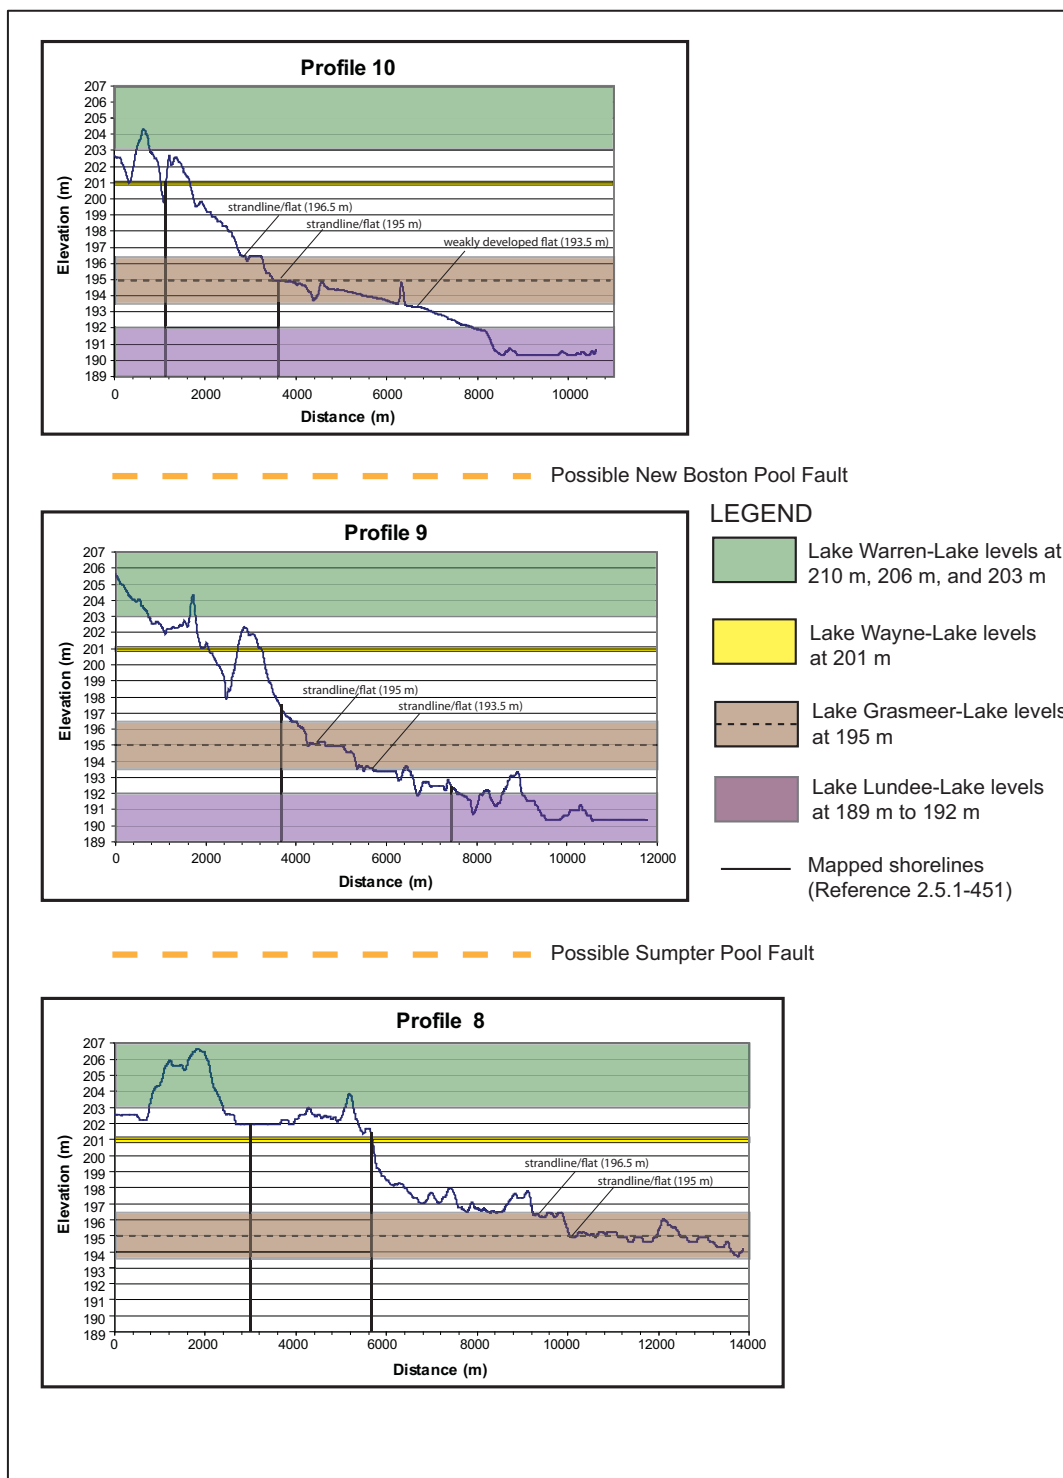 Profile 10
207
206
205
204
203
202
201
200
199
198
197
196
195
194
193
192
191
190
189
Elevation (m)
strandline/flat (196.5 m)
strandline/flat (195 m)
weakly developed flat (193.5 m)
0 2000 4000 6000 8000 10000
Distance (m)
Possible New Boston Pool Fault
Profile 9
207
206
205
204
203
202
201
200
199
198
197
196
195
194
193
192
191
190
189
Elevation (m)
strandline/flat (195 m)
strandline/flat (193.5 m)
0 2000 4000 6000 8000 10000 12000
Distance (m)
LEGEND
Lake Warren-Lake levels at
210 m, 206 m, and 203 m
Lake Wayne-Lake levels
at 201 m
Lake Grasmeer-Lake levels
at 195 m
Lake Lundee-Lake levels
at 189 m to 192 m
Mapped shorelines
(Reference 2.5.1-451)
Possible Sumpter Pool Fault
Profile 8
207
206
205
204
203
202
201
200
199
198
197
196
195
194
193
192
191
190
189
Elevation (m)
strandline/flat (196.5 m)
strandline/flat (195 m)
0 2000 4000 6000 8000 10000 12000 14000
Distance (m)